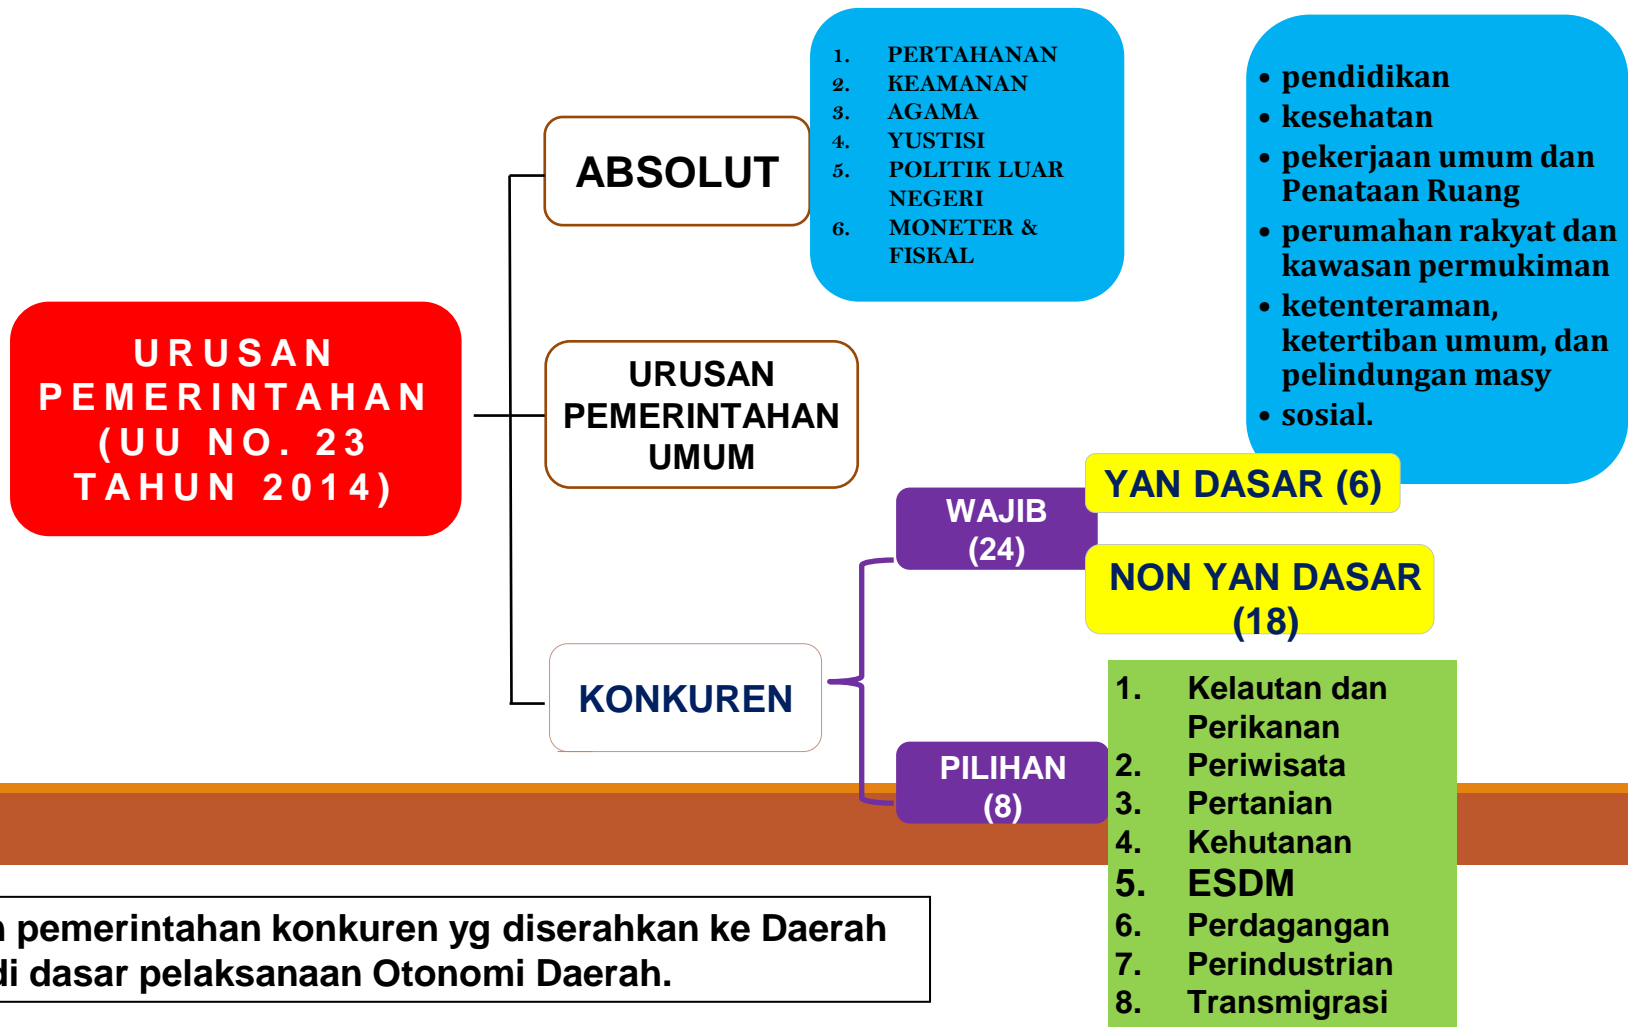 URUSAN
PEMERINTAHAN
(UU NO. 23
TAHUN 2014)
ABSOLUT
1. PERTAHANAN
2. KEAMANAN
3. AGAMA
4. YUSTISI
5. POLITIK LUAR
NEGERI
6. MONETER &
FISKAL
URUSAN
PEMERINTAHAN
UMUM
KONKUREN
WAJIB
(24)
YAN DASAR (6)
• pendidikan
• kesehatan
• pekerjaan umum dan
Penataan Ruang
• perumahan rakyat dan
kawasan permukiman
• ketenteraman,
ketertiban umum, dan
pelindungan masy
• sosial.
NON YAN DASAR
(18)
PILIHAN
(8)
1. Kelautan dan
Perikanan
2. Periwisata
3. Pertanian
4. Kehutanan
5. ESDM
6. Perdagangan
7. Perindustrian
8. Transmigrasi
pemerintahan konkuren yg diserahkan ke Daerah
dasar pelaksanaan Otonomi Daerah.